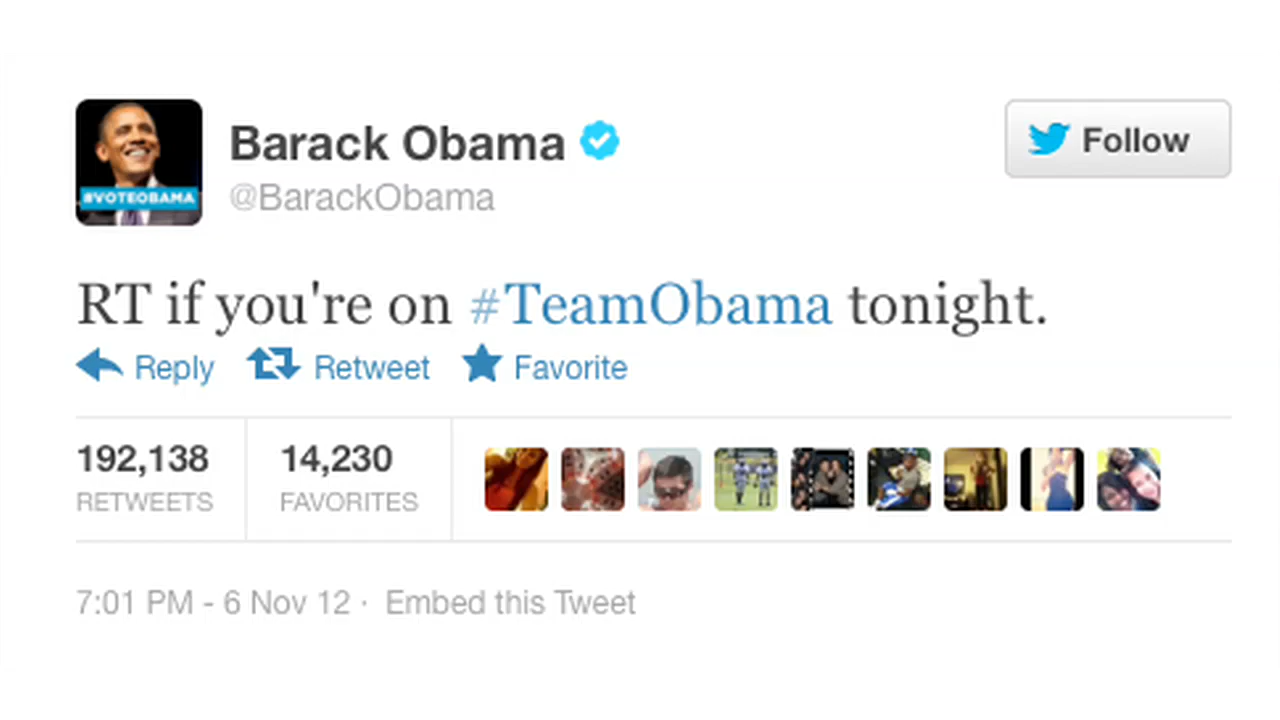 Barack Obama
@BarackObama
#VOTEOBAMA
Follow
RT if you're on #TeamObama tonight.
Reply Retweet Favorite
192,138 14,230
RETWEETS FAVORITES
7:01 PM - 6 Nov 12 · Embed this Tweet